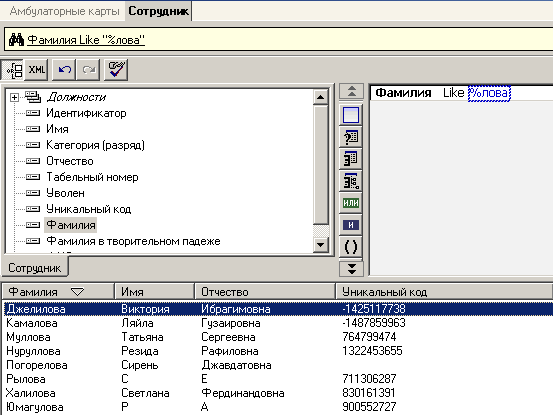 Амбулаторные карты Сотрудник
Фамилия Like "%лова"
XML
Должности
Идентификатор
Имя
Категория (разряд)
Отчество
Табельный номер
Уволен
Уникальный код
Фамилия
Фамилия в творительном падеже
Сотрудник
ИЛИ
И
( )
Фамилия Like %лова
Фамилия Имя Отчество Уникальный код
Джелилова Виктория Ибрагимовна -1425117738
Камалова Ляйла Гузаировна -1487859963
Муллова Татьяна Сергеевна 764799474
Нуруллова Резида Рафиловна 1322453655
Погорелова Сирень Джавдатовна
Рылова С Е 711306287
Халилова Светлана Фердинандовна 830161391
Юмагулова Р А 900552727